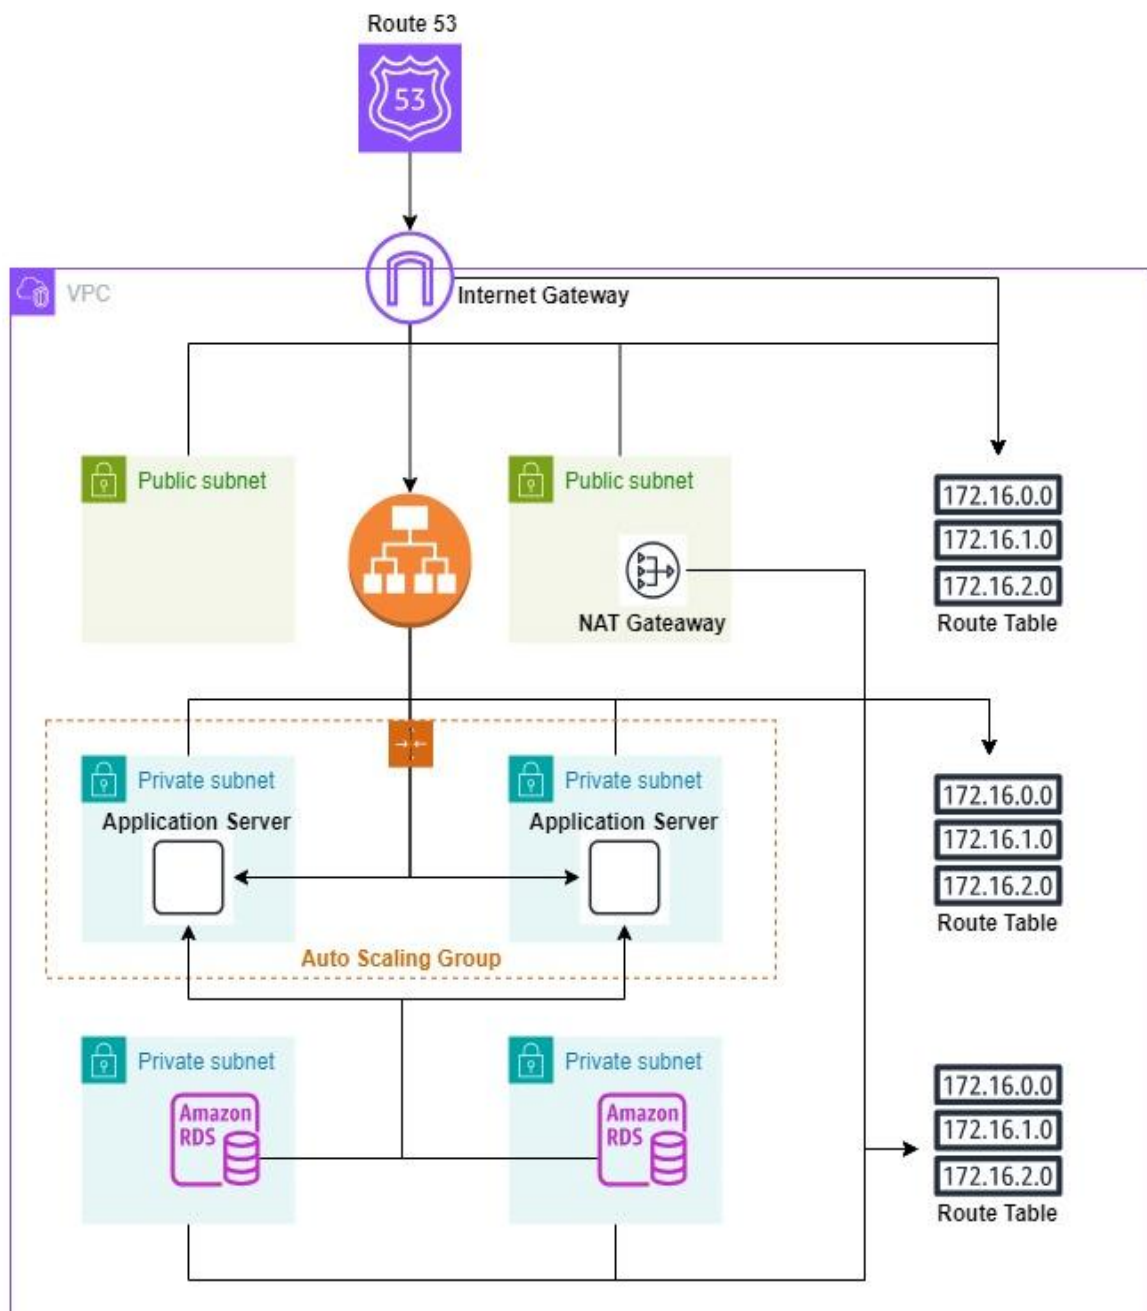 Route 53
53
VPC
Internet Gateway
Public subnet
Public subnet
NAT Gateaway
172.16.0.0
172.16.1.0
172.16.2.0
Route Table
Private subnet
Application Server
Private subnet
Application Server
Auto Scaling Group
172.16.0.0
172.16.1.0
172.16.2.0
Route Table
Private subnet
Amazon
RDS
Private subnet
Amazon
RDS
172.16.0.0
172.16.1.0
172.16.2.0
Route Table